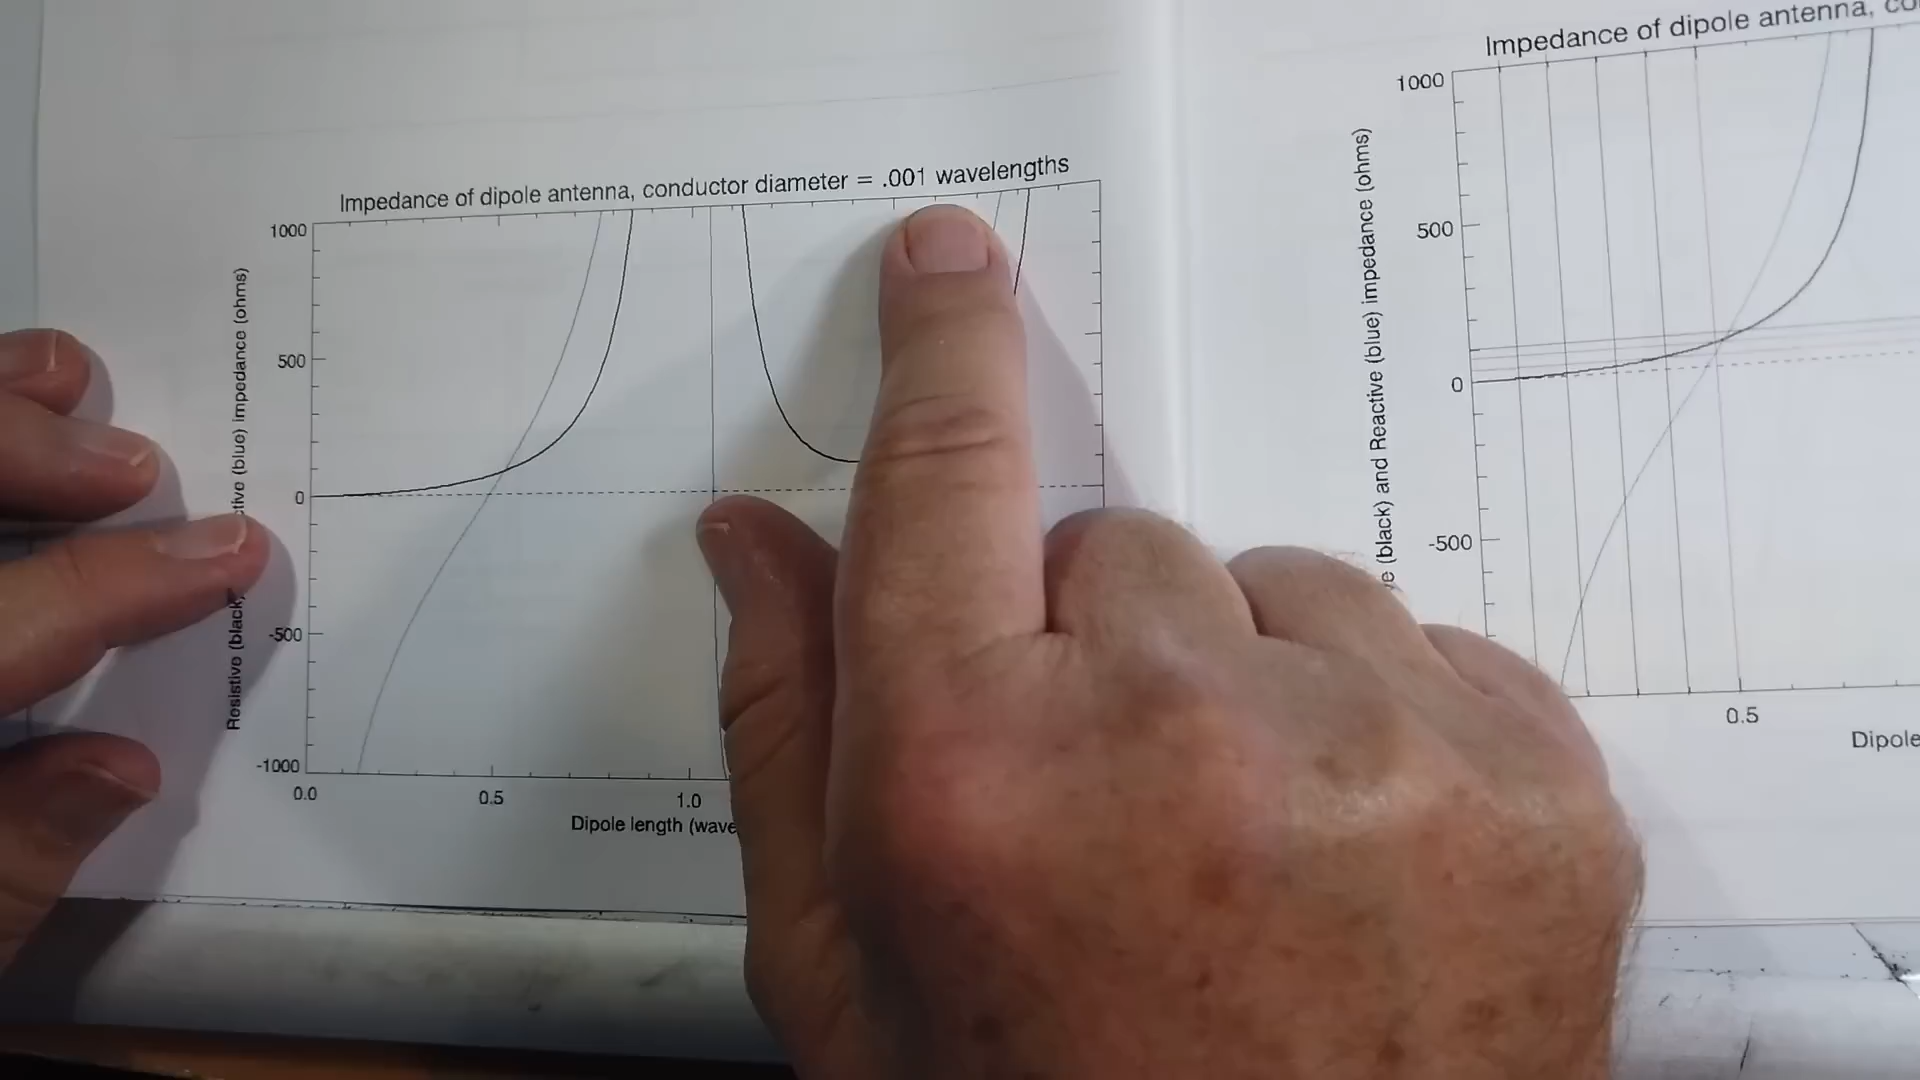 Impedance of dipole antenna, conductor diameter = .001 wavelengths
1000
500
0
-500
-1000
Resistive (black, ctive (blue) impedance (ohms)
0.0 0.5 1.0
Dipole length (wave
Impedance of dipole antenna, co
1000
500
0
-500
ve (black) and Reactive (blue) impedance (ohms)
0.5
Dipole